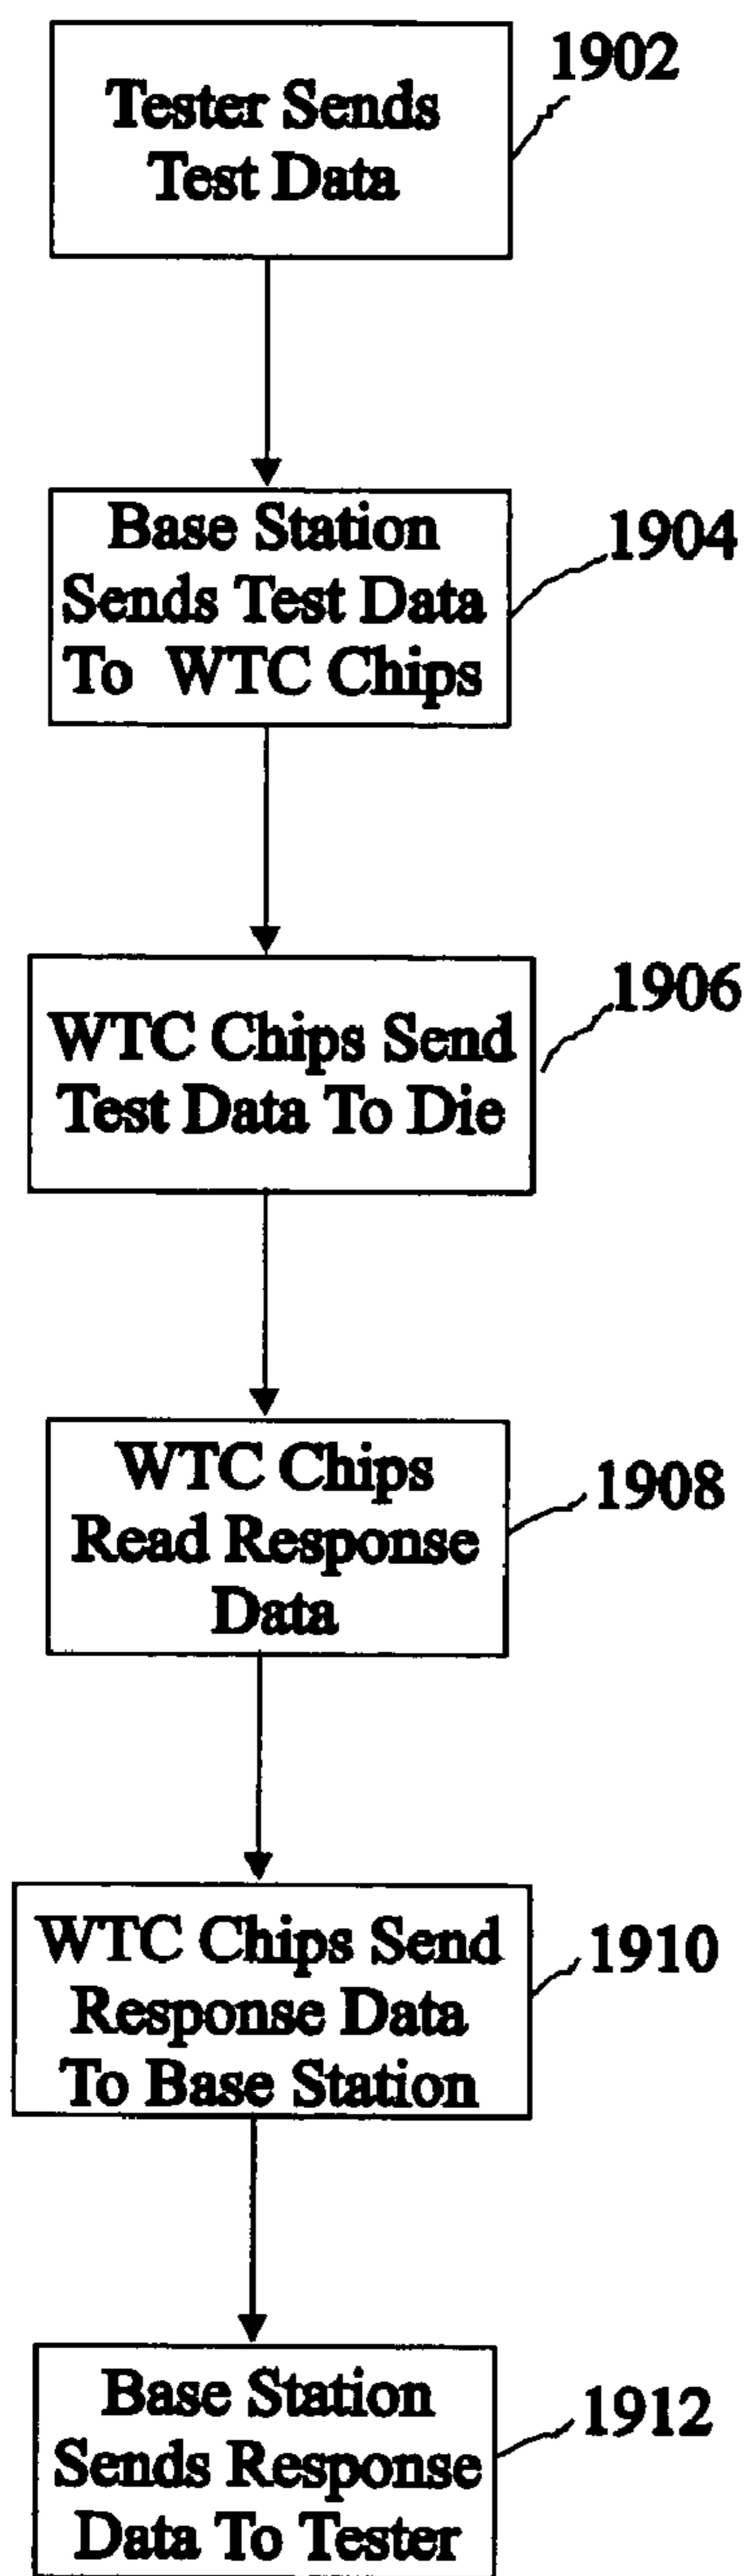 Tester Sends
Test Data
1902
Base Station
Sends Test Data
To WTC Chips
1904
WTC Chips Send
Test Data To Die
1906
WTC Chips
Read Response
Data
1908
WTC Chips Send
Response Data
To Base Station
1910
Base Station
Sends Response
Data To Tester
1912